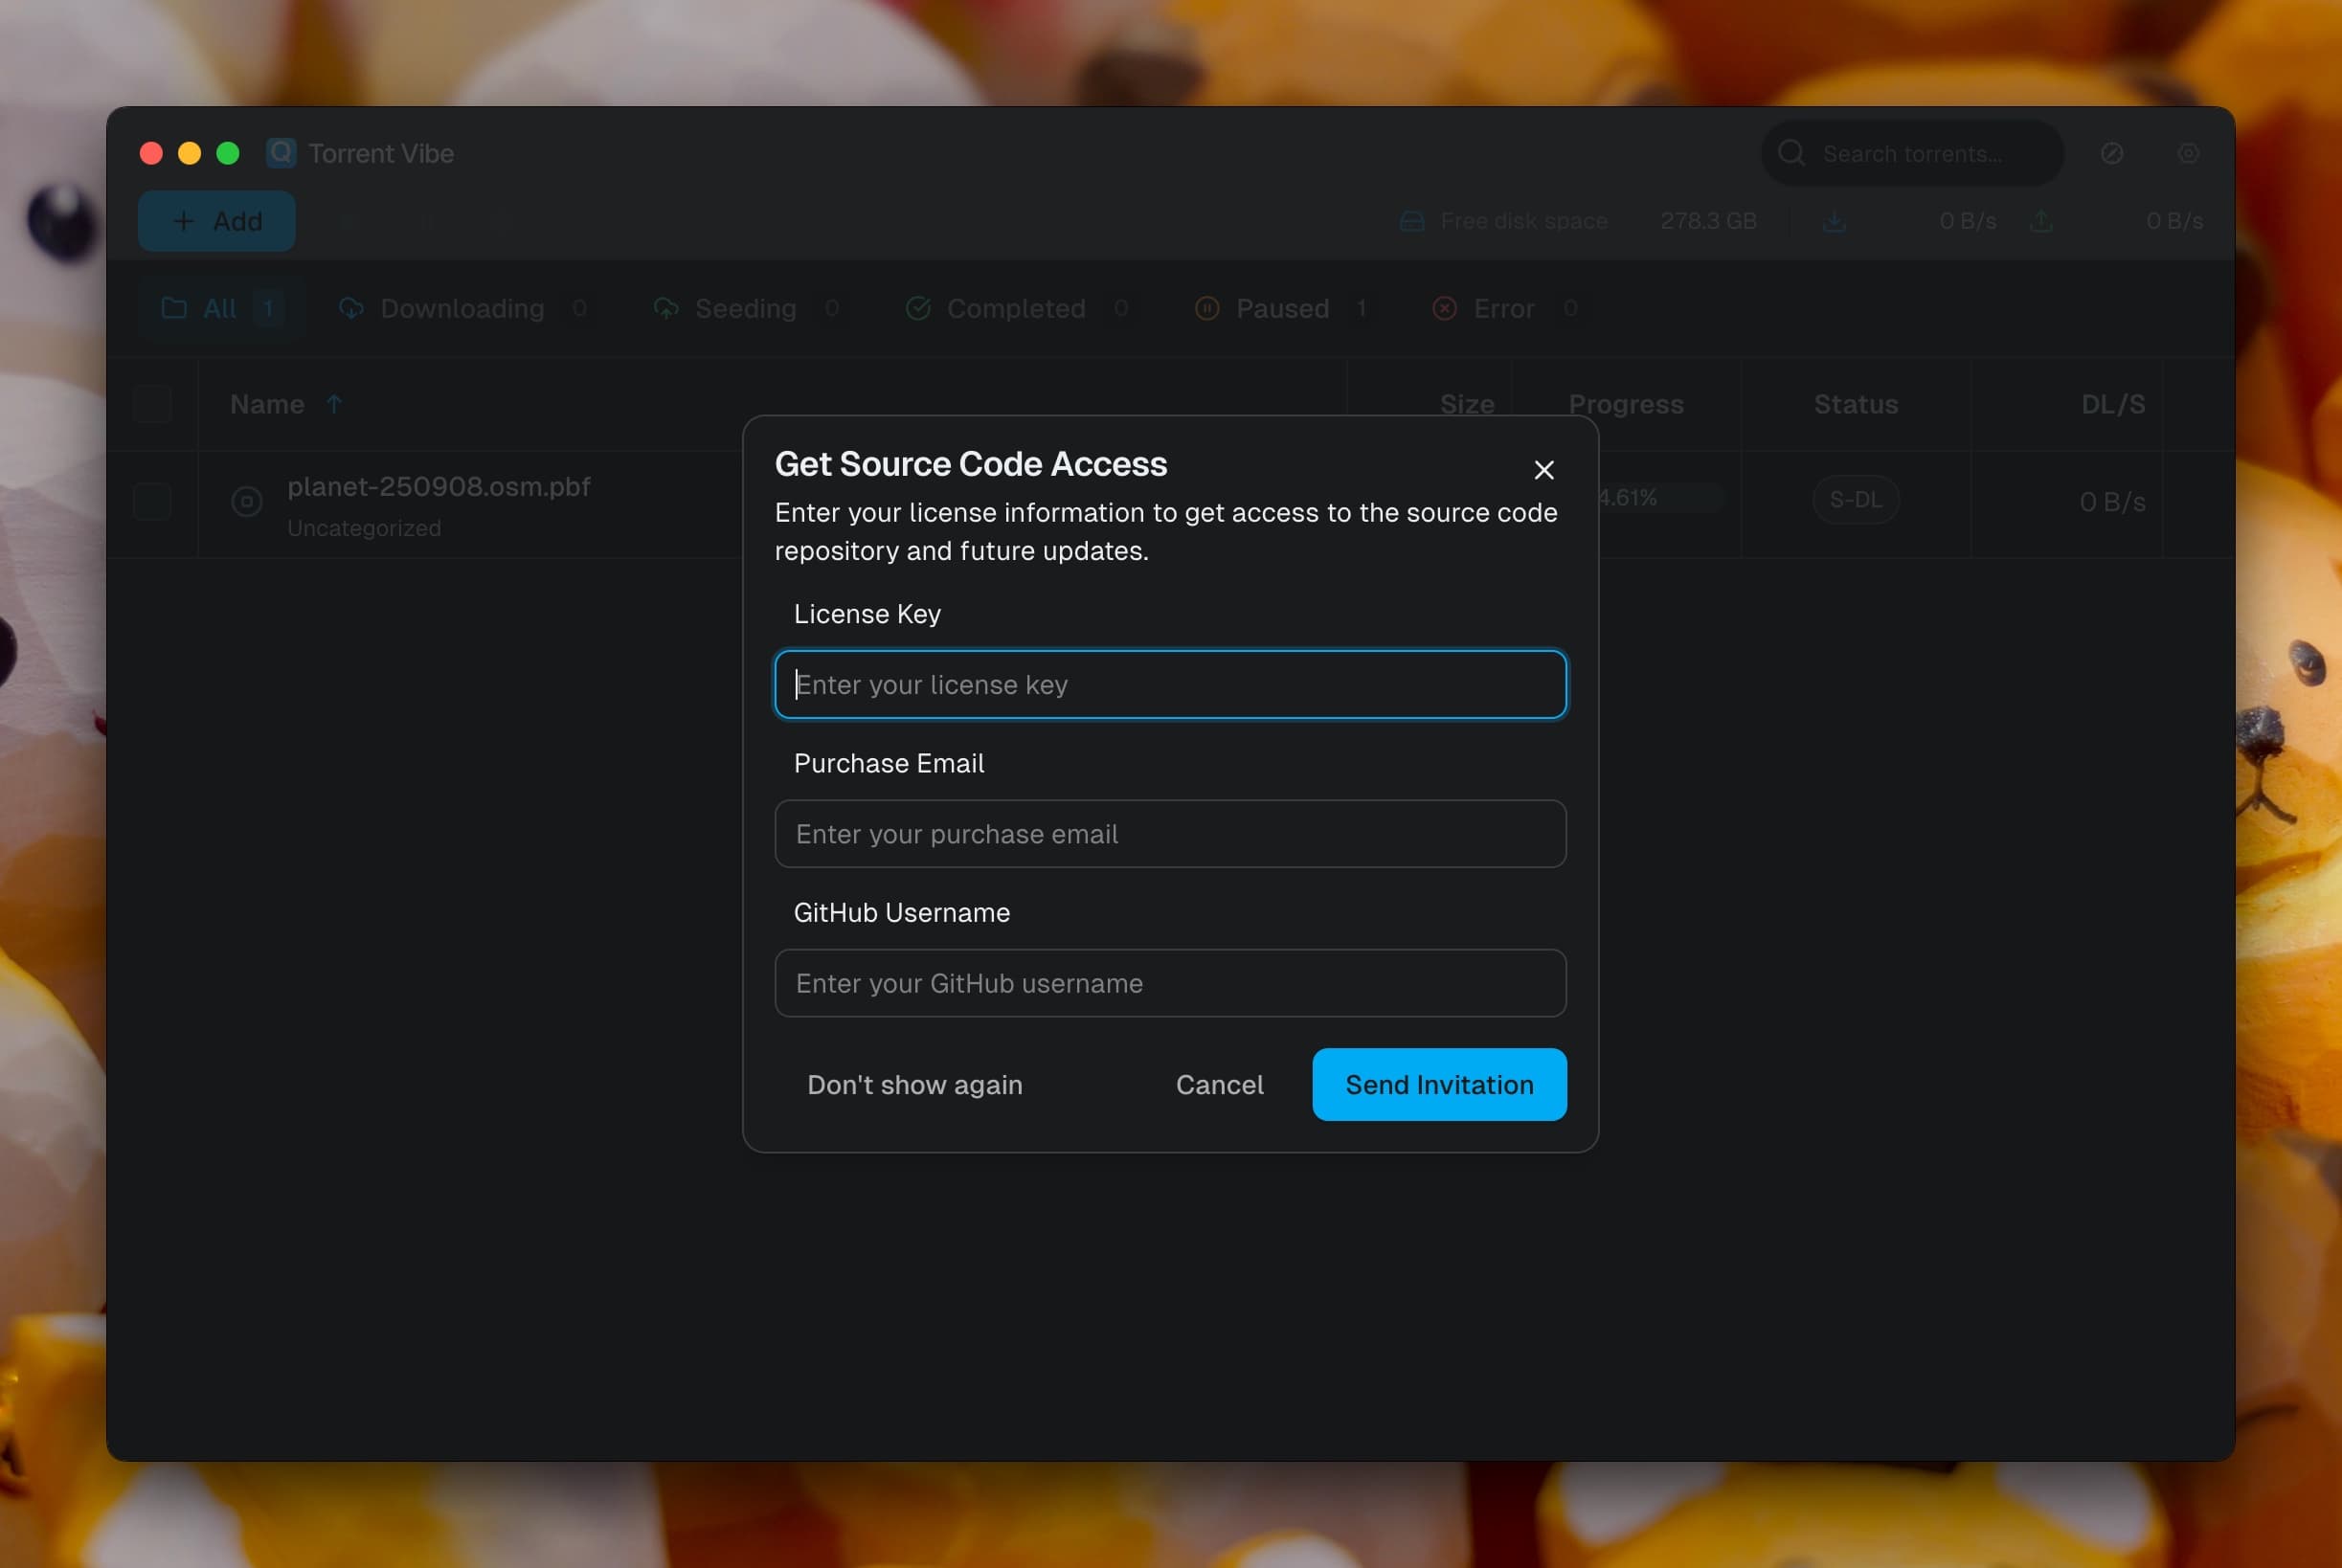 Torrent Vibe
Search torrents...
Add
Free disk space 278.3 GB 0 B/s 0 B/s
All 1 Downloading 0 Seeding 0 Completed 0 Paused 1 Error 0
Name Size Progress Status DL/S
planet-250908.osm.pbf 4.61% S-DL 0 B/s
Uncategorized
Get Source Code Access
Enter your license information to get access to the source code
repository and future updates.
License Key
Enter your license key
Purchase Email
Enter your purchase email
GitHub Username
Enter your GitHub username
Don't show again Cancel Send Invitation